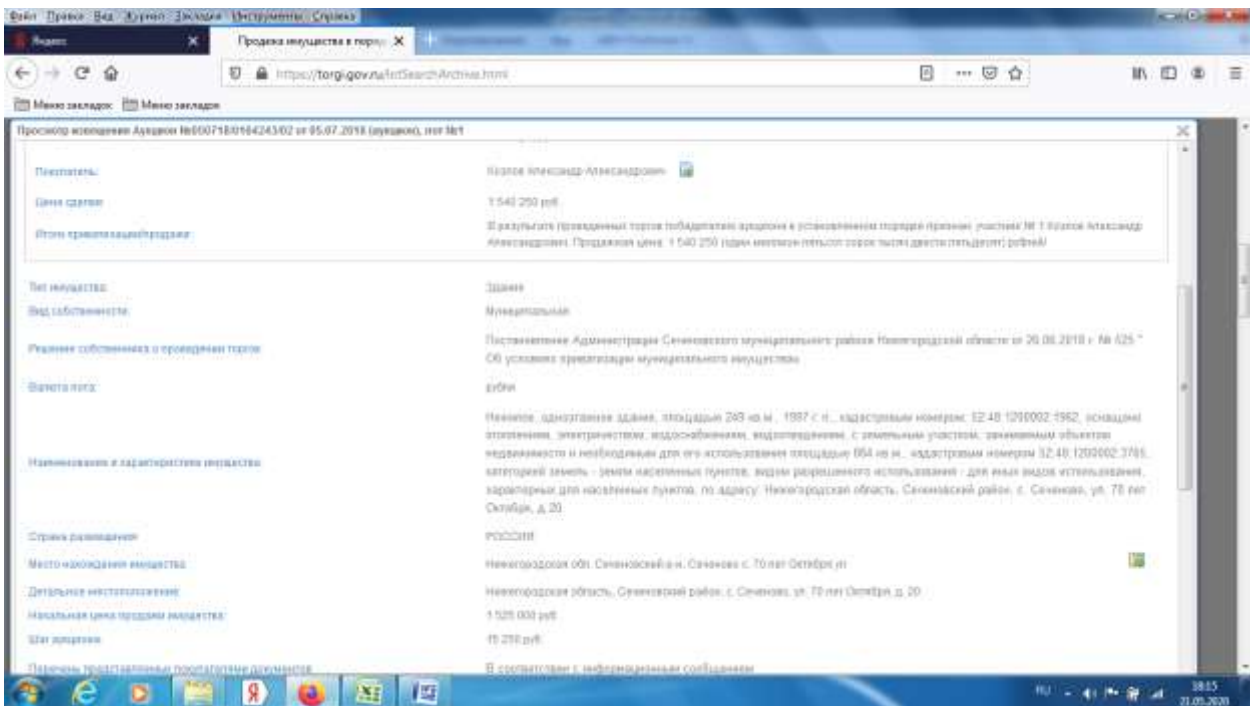 Файл Правка Вид Журнал Закладки Инструменты Справка
Яндекс
Продажа имущества в поряд
https://torgi.gov.ru/lotSearchArchive.html
Меню закладок Меню закладок
Просмотр извещения Аукцион №050718/0164243/02 от 05.07.2018 (аукцион), лот №1
Покупатель: Козлов Александр Александрович
Цена сделки: 1 540 250 руб.
Итоги приватизации/продажи: В результате проведенных торгов победителем аукциона в установленном порядке признан участник № 1 Козлов Александр
Александрович. Продажная цена: 1 540 250 (один миллион пятьсот сорок тысяч двести пятьдесят) рублей/
Тип имущества: Здания
Вид собственности: Муниципальная
Решение собственника о проведении торгов: Постановление Администрации Сеченовского муниципального района Нижегородской области от 26.06.2018 г. № 525 "
Об условиях приватизации муниципального имущества»
Валюта лота: рубли
Нежилое, одноэтажное здание, площадью 249 кв.м., 1997 г. п., кадастровым номером: 52:48:1200002:1962, оснащено
отоплением, электричеством, водоснабжением, водоотведением, с земельным участком, занимаемым объектом
Наименование и характеристика имущества: недвижимости и необходимым для его использования площадью 664 кв.м., кадастровым номером 52:48:1200002:3765,
категорией земель - земли населенных пунктов, видом разрешенного использования - для иных видов использования,
характерных для населенных пунктов, по адресу: Нижегородская область, Сеченовский район, с. Сеченово, ул. 70 лет
Октября, д. 20
Страна размещения: РОССИЯ
Место нахождения имущества: Нижегородская обл, Сеченовский р-н, Сеченово с, 70 лет Октября ул
Детальное местоположение: Нижегородская область, Сеченовский район, с. Сеченово, ул. 70 лет Октября, д. 20
Начальная цена продажи имущества: 1 525 000 руб.
Шаг аукциона: 15 250 руб.
Перечень представленных покупателями документов: В соответствии с информационным сообщением
RU 18:15
21.05.2020